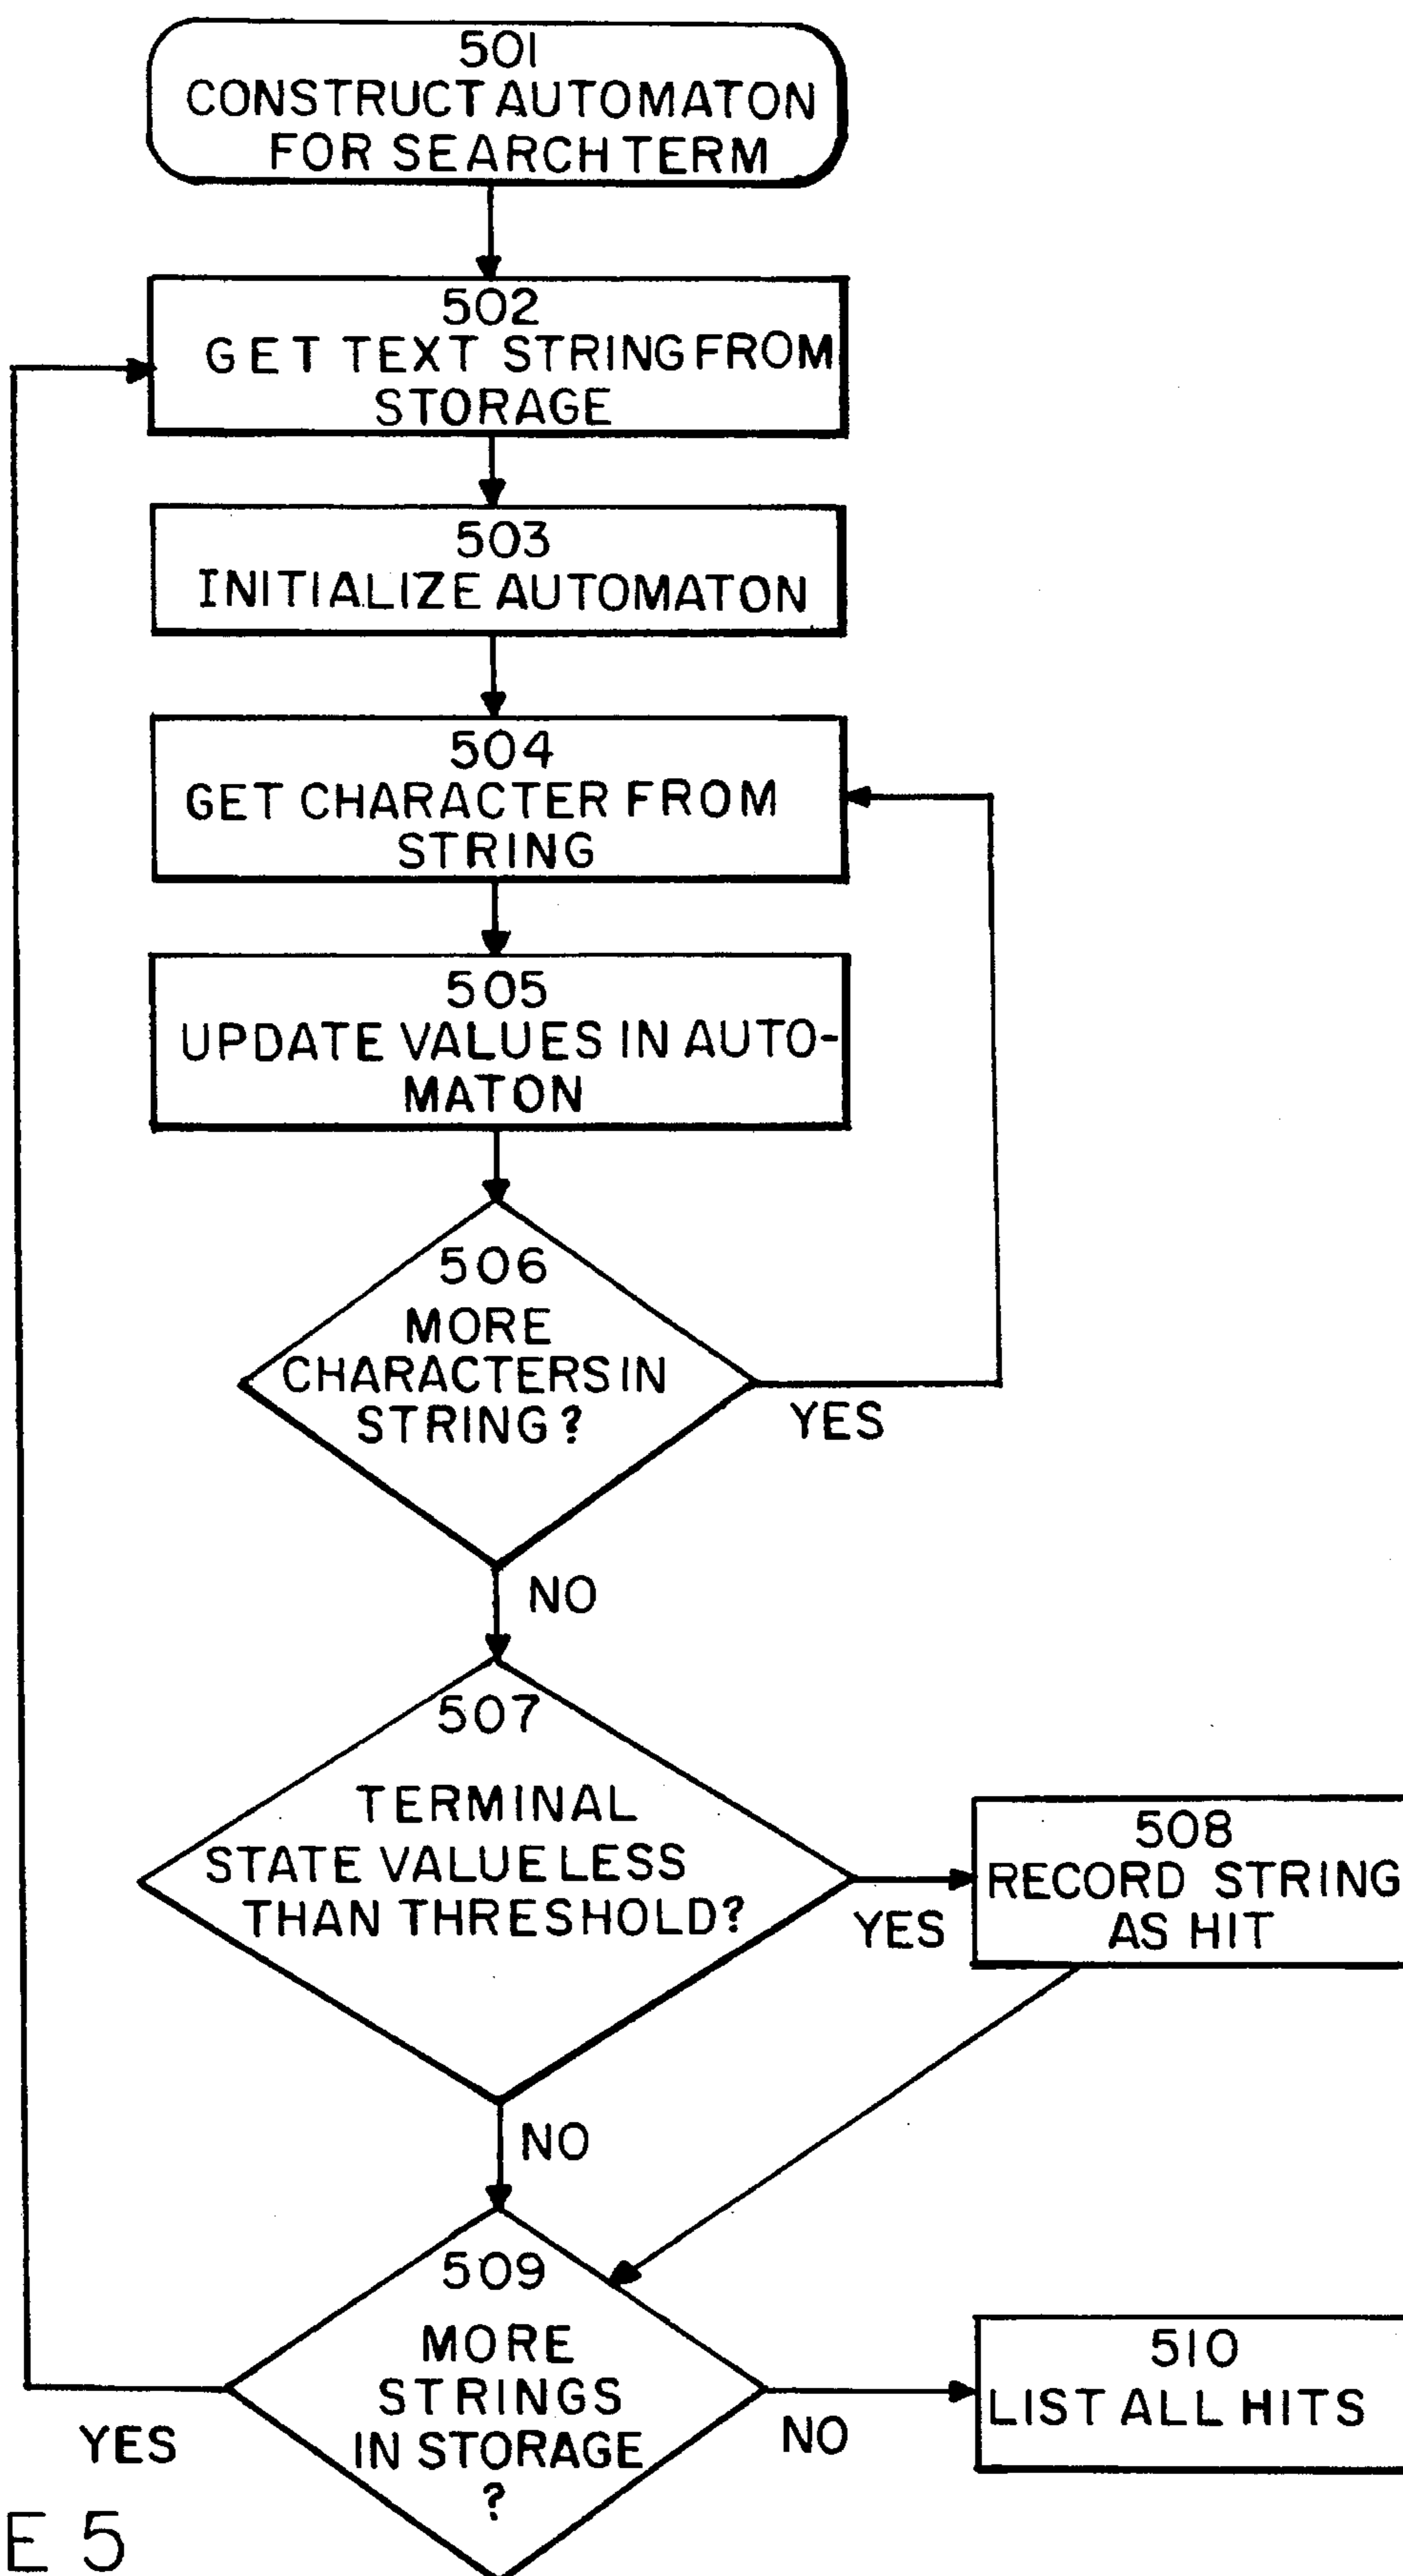 501
CONSTRUCT AUTOMATON
FOR SEARCH TERM
502
GET TEXT STRING FROM
STORAGE
503
INITIALIZE AUTOMATON
504
GET CHARACTER FROM
STRING
505
UPDATE VALUES IN AUTO-
MATON
506
MORE
CHARACTERS IN
STRING?
YES
NO
507
TERMINAL
STATE VALUE LESS
THAN THRESHOLD?
YES
508
RECORD STRING
AS HIT
NO
509
MORE
STRINGS
IN STORAGE
?
YES
NO
510
LIST ALL HITS
E 5